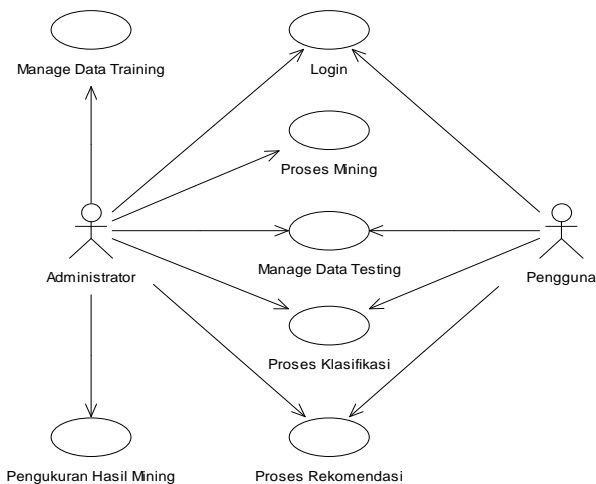 Manage Data Training
Login
Proses Mining
Administrator
Manage Data Testing
Pengguna
Proses Klasifikasi
Pengukuran Hasil Mining
Proses Rekomendasi